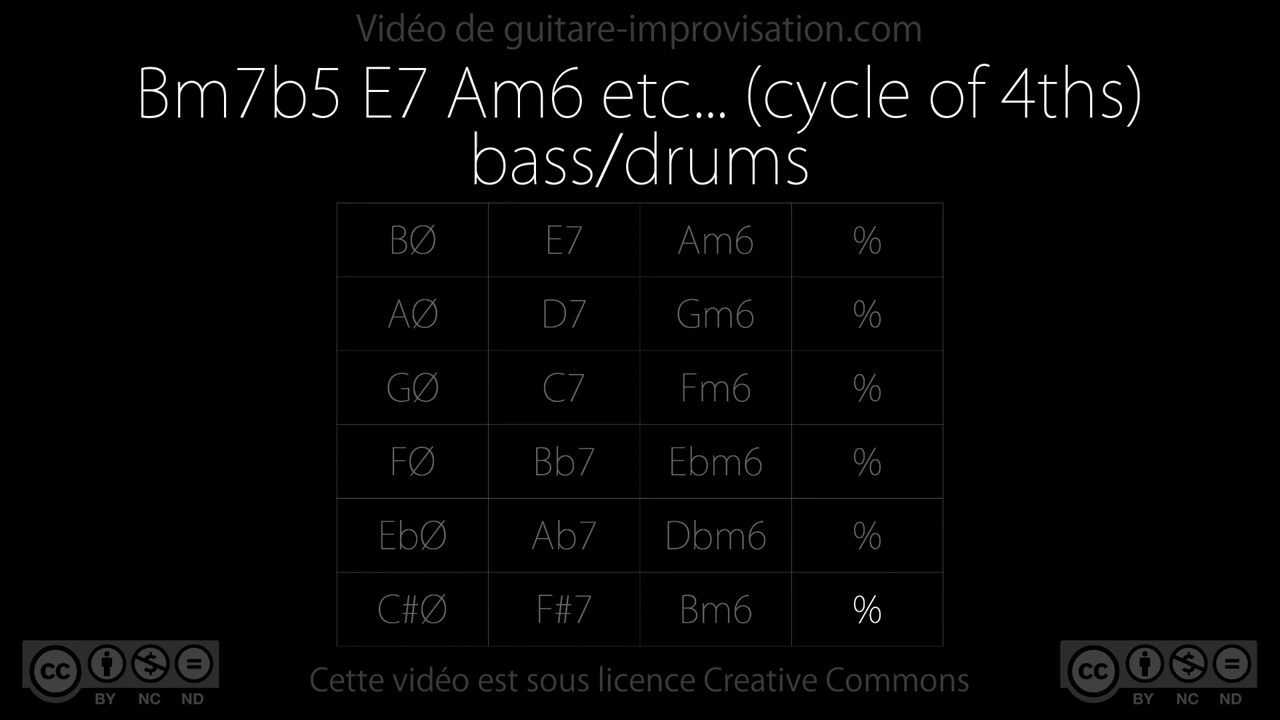 Vidéo de guitare-improvisation.com
Bm7b5 E7 Am6 etc... (cycle of 4ths)
bass/drums
BØ E7 Am6 %
AØ D7 Gm6 %
GØ C7 Fm6 %
FØ Bb7 Ebm6 %
EbØ Ab7 Dbm6 %
C#Ø F#7 Bm6 %
cc BY NC ND
Cette vidéo est sous licence Creative Commons
cc BY NC ND